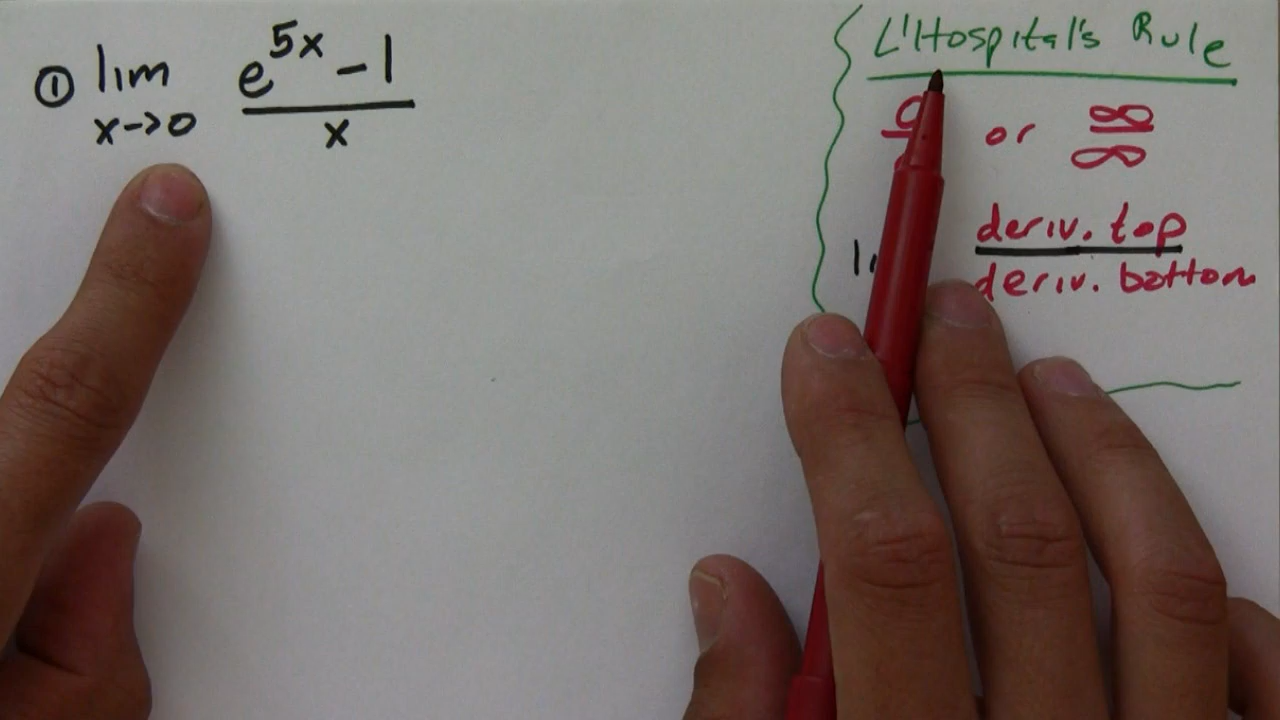 ① lim e^5x - 1
x→0 x
L'Hospital's Rule
or ∞
∞
deriv. top
deriv. bottom